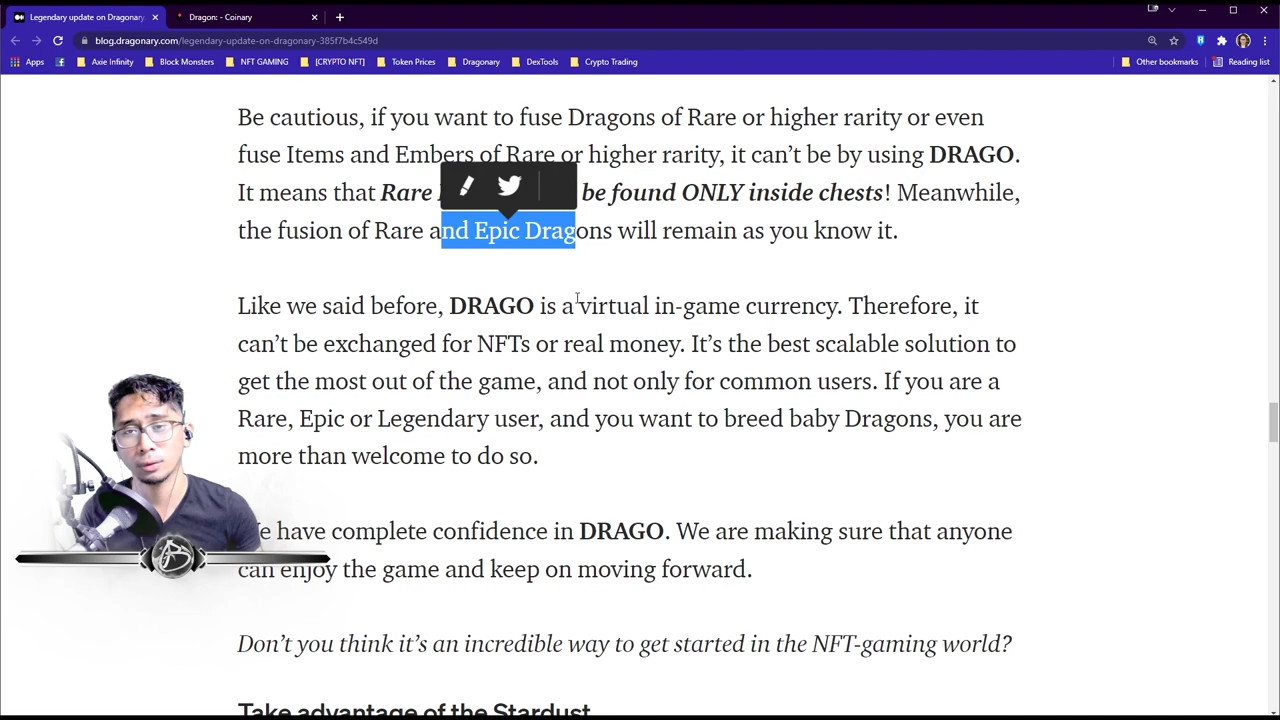 Legendary update on Dragonary
Dragon: - Coinary
blog.dragonary.com/legendary-update-on-dragonary-385f7b4c549d
Apps Axie Infinity Block Monsters NFT GAMING [CRYPTO NFT] Token Prices Dragonary DexTools Crypto Trading Other bookmarks Reading list
Be cautious, if you want to fuse Dragons of Rare or higher rarity or even
fuse Items and Embers of Rare or higher rarity, it can't be by using DRAGO.
It means that Rare be found ONLY inside chests! Meanwhile,
the fusion of Rare and Epic Dragons will remain as you know it.
Like we said before, DRAGO is a virtual in-game currency. Therefore, it
can't be exchanged for NFTs or real money. It's the best scalable solution to
get the most out of the game, and not only for common users. If you are a
Rare, Epic or Legendary user, and you want to breed baby Dragons, you are
more than welcome to do so.
have complete confidence in DRAGO. We are making sure that anyone
can enjoy the game and keep on moving forward.
Don't you think it's an incredible way to get started in the NFT-gaming world?
Take advantage of the Stardust